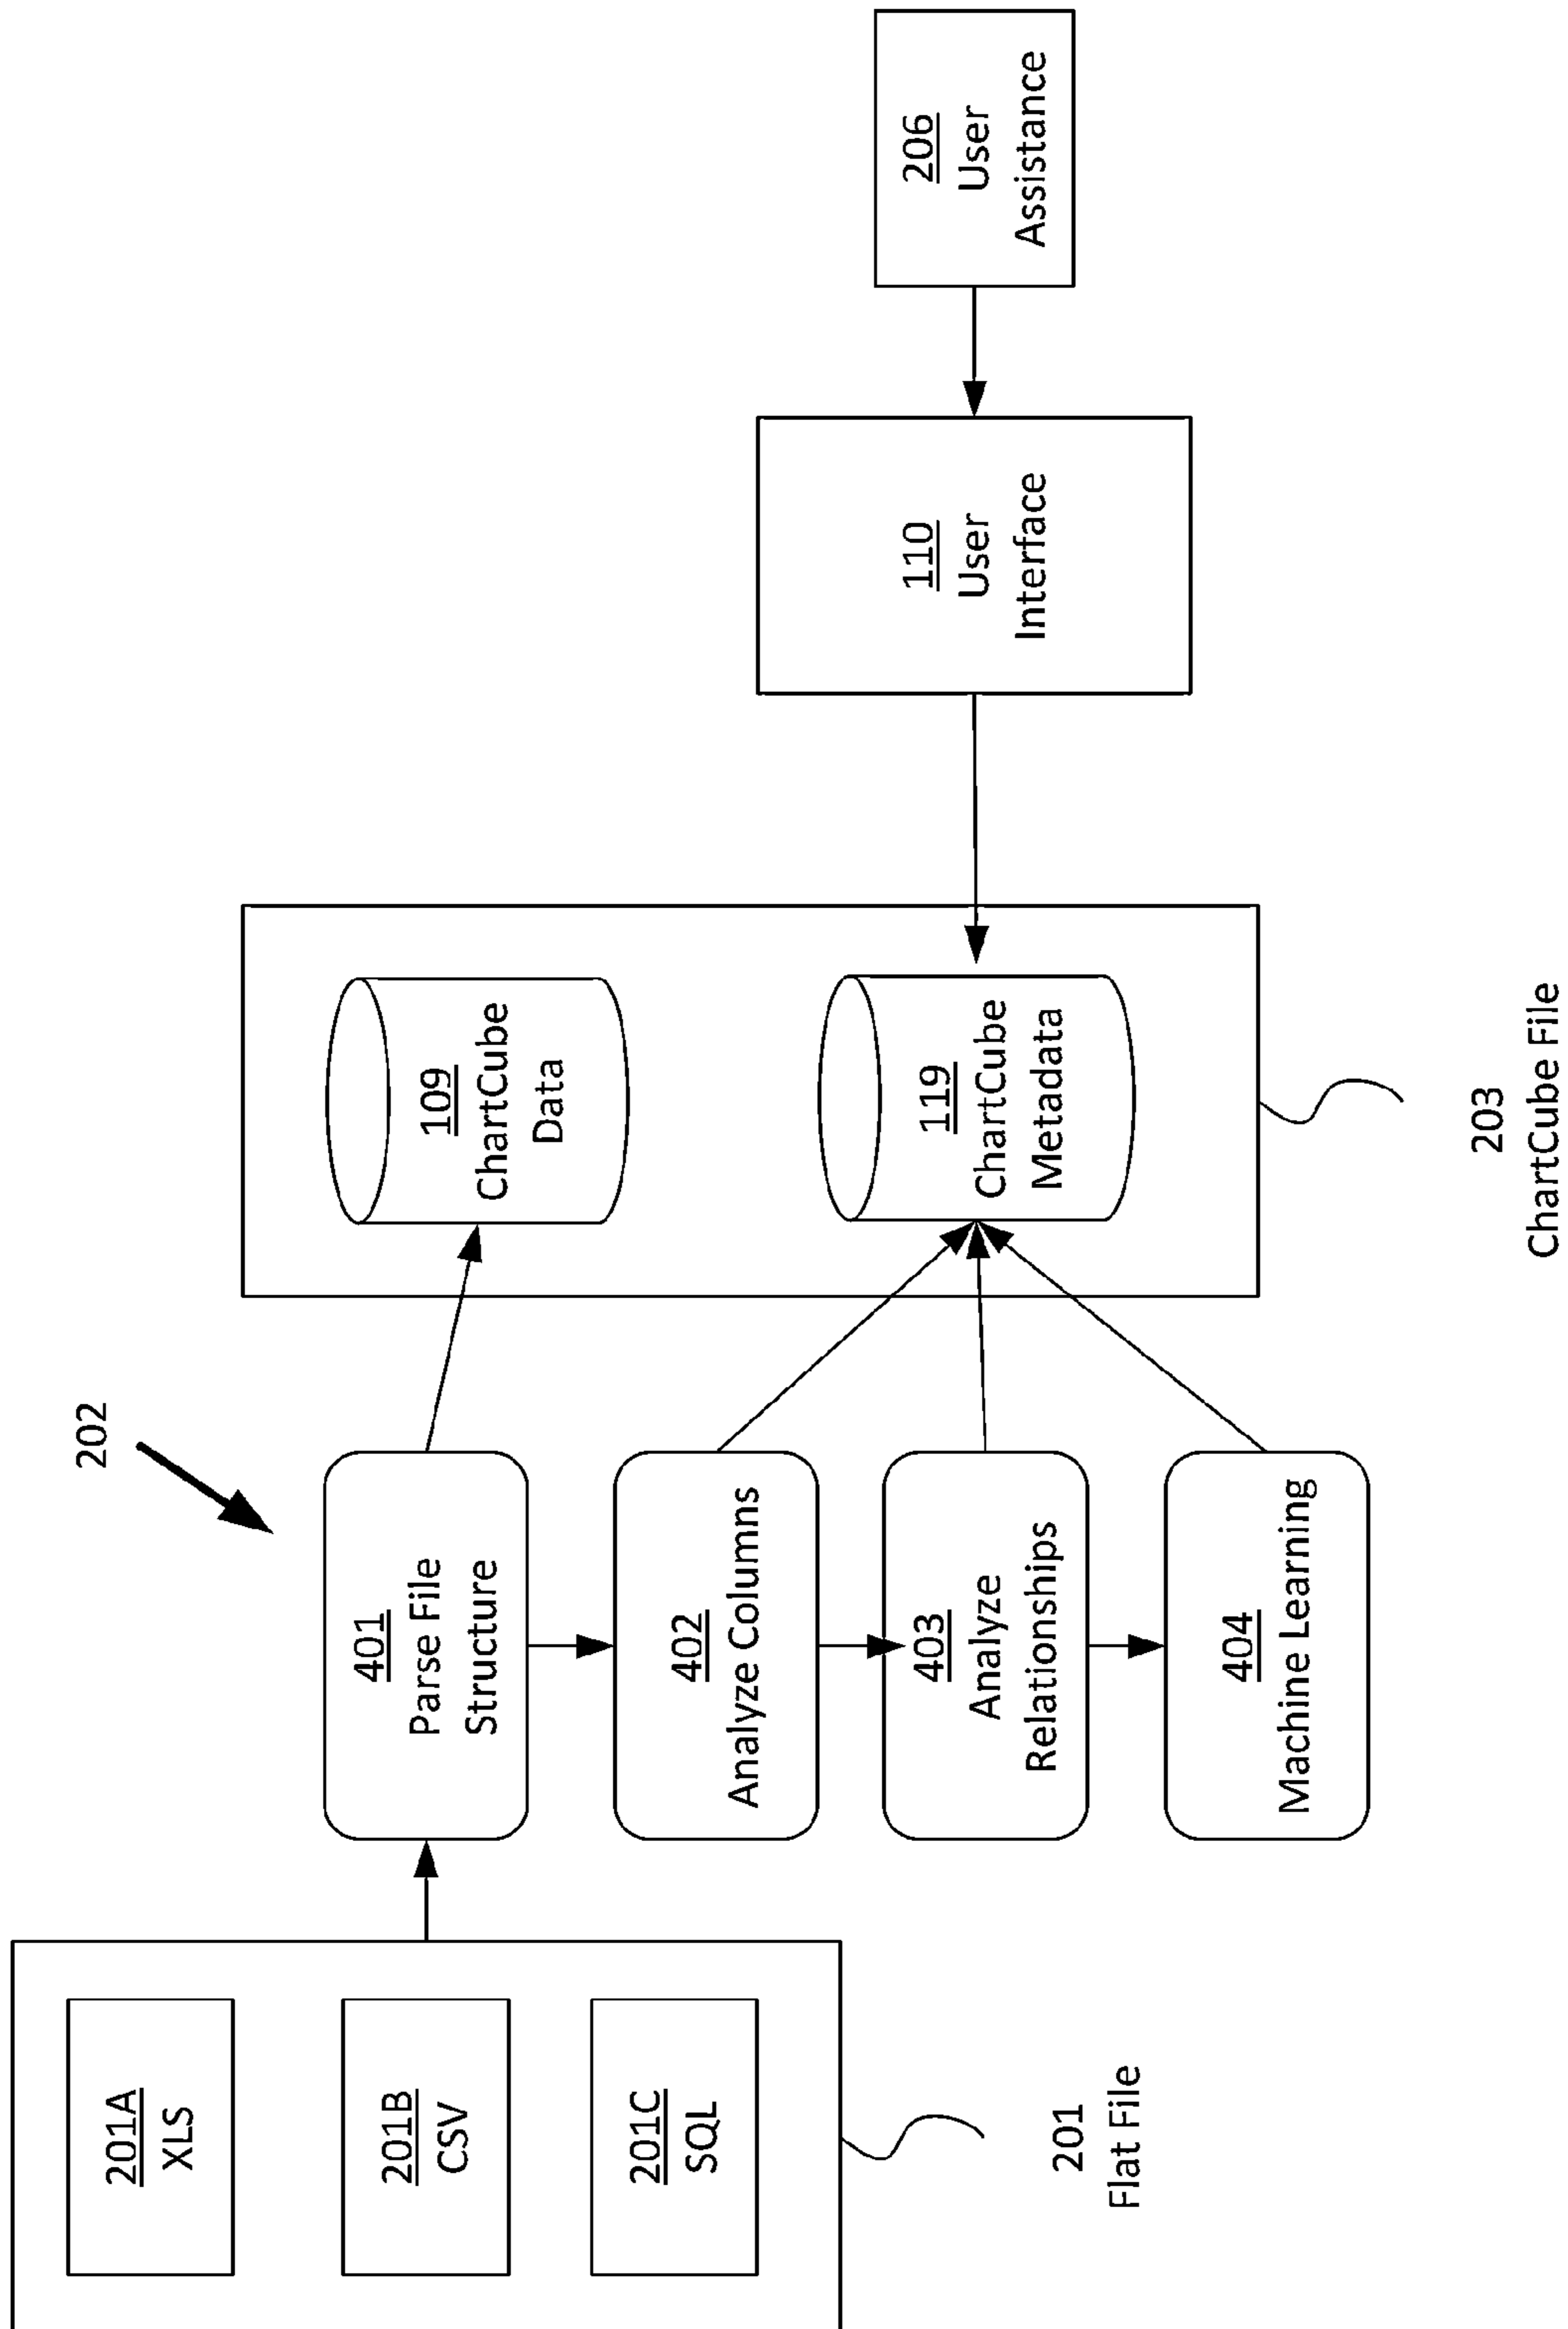 201A
XLS
201B
CSV
201C
SQL
201
Flat File
202
401
Parse File
Structure
402
Analyze Columns
403
Analyze
Relationships
404
Machine Learning
109
ChartCube
Data
119
ChartCube
Metadata
203
ChartCube File
110
User
Interface
206
User
Assistance